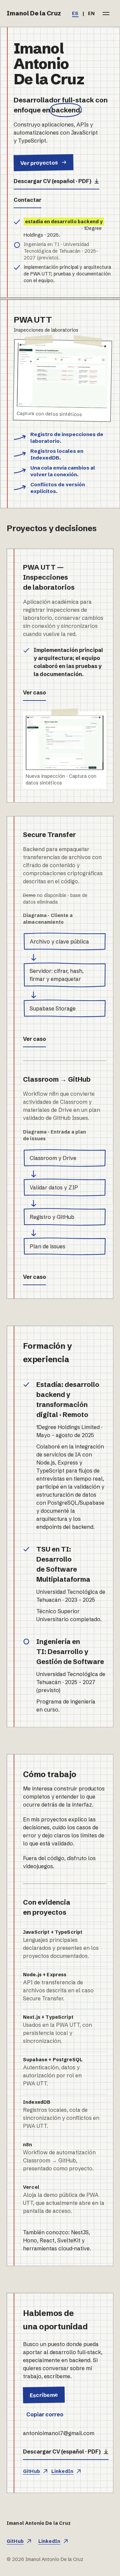 Imanol De la Cruz
ES | EN
Imanol
Antonio
De la Cruz
Desarrollador full-stack con
enfoque en backend.
Construyo aplicaciones, APIs y
automatizaciones con JavaScript
y TypeScript.
Ver proyectos →
Descargar CV (español · PDF)
Contactar
estadía en desarrollo backend y
1Degree
Holdings · 2025.
Ingeniería en TI · Universidad
Tecnológica de Tehuacán · 2025–
2027 (previsto).
Implementación principal y arquitectura
de PWA UTT; pruebas y documentación
con el equipo.
PWA UTT
Inspecciones de laboratorios
Captura con datos sintéticos
Registro de inspecciones de
laboratorio.
Registros locales en
IndexedDB.
Una cola envía cambios al
volver la conexión.
Conflictos de versión
explícitos.
Proyectos y decisiones
PWA UTT —
Inspecciones
de laboratorios
Aplicación académica para
registrar inspecciones de
laboratorio, conservar cambios
sin conexión y sincronizarlos
cuando vuelve la red.
Implementación principal
y arquitectura; el equipo
colaboró en las pruebas y
la documentación.
Ver caso
Nueva inspección · Captura con
datos sintéticos
Secure Transfer
Backend para empaquetar
transferencias de archivos con
cifrado de contenido y
comprobaciones criptográficas
descritas en el código.
Demo no disponible · base de
datos eliminada
Diagrama · Cliente a
almacenamiento
Archivo y clave pública
Servidor: cifrar, hash,
firmar y empaquetar
Supabase Storage
Ver caso
Classroom → GitHub
Workflow n8n que convierte
actividades de Classroom y
materiales de Drive en un plan
validado de GitHub Issues.
Diagrama · Entrada a plan
de issues
Classroom y Drive
Validar datos y ZIP
Registro y GitHub
Plan de issues
Ver caso
Formación y
experiencia
Estadía: desarrollo
backend y
transformación
digital · Remoto
1Degree Holdings Limited ·
Mayo – agosto de 2025
Colaboré en la integración
de servicios de IA con
Node.js, Express y
TypeScript para flujos de
entrevistas en tiempo real,
participé en la validación y
estructuración de datos
con PostgreSQL/Supabase
y documenté la
arquitectura y los
endpoints del backend.
TSU en TI:
Desarrollo
de Software
Multiplataforma
Universidad Tecnológica de
Tehuacán · 2023 – 2025
Técnico Superior
Universitario completado.
Ingeniería en
TI: Desarrollo y
Gestión de Software
Universidad Tecnológica de
Tehuacán · 2025 – 2027
(previsto)
Programa de ingeniería
en curso.
Cómo trabajo
Me interesa construir productos
completos y entender lo que
ocurre detrás de la interfaz.
En mis proyectos explico las
decisiones, cuido los casos de
error y dejo claros los límites de
lo que está validado.
Fuera del código, disfruto los
videojuegos.
Con evidencia
en proyectos
JavaScript + TypeScript
Lenguajes principales
declarados y presentes en los
proyectos documentados.
Node.js + Express
API de transferencia de
archivos descrita en el caso
Secure Transfer.
Next.js + TypeScript
Usados en la PWA UTT, con
persistencia local y
sincronización.
Supabase + PostgreSQL
Autenticación, datos y
autorización por rol en
PWA UTT.
IndexedDB
Registros locales, cola de
sincronización y conflictos en
PWA UTT.
n8n
Workflow de automatización
Classroom → GitHub,
presentado como proyecto.
Vercel
Aloja la demo pública de PWA
UTT, que actualmente abre en la
pantalla de acceso.
También conozco: NestJS,
Hono, React, SvelteKit y
herramientas cloud-native.
Hablemos de
una oportunidad
Busco un puesto donde pueda
aportar al desarrollo full-stack,
especialmente en backend. Si
quieres conversar sobre mi
trabajo, escríbeme.
Escríbeme
Copiar correo
antonioimanol7@gmail.com
Descargar CV (español · PDF)
GitHub LinkedIn
Imanol Antonio De la Cruz
GitHub LinkedIn
© 2026 Imanol Antonio De la Cruz